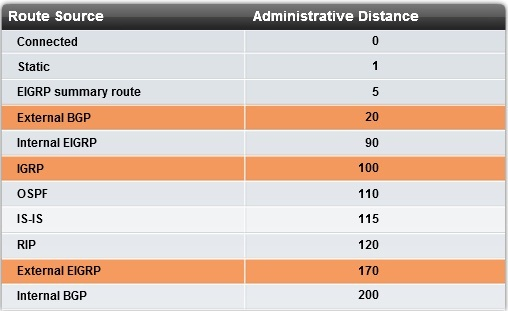 Route Source Administrative Distance
Connected 0
Static 1
EIGRP summary route 5
External BGP 20
Internal EIGRP 90
IGRP 100
OSPF 110
IS-IS 115
RIP 120
External EIGRP 170
Internal BGP 200